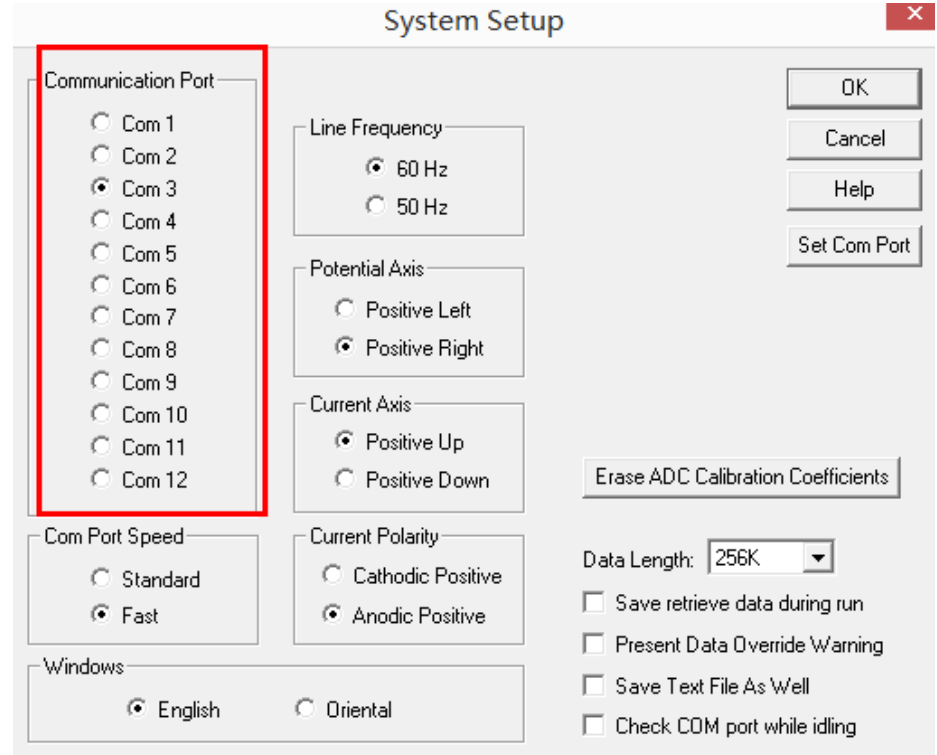 System Setup
Communication Port
Com 1
Com 2
Com 3
Com 4
Com 5
Com 6
Com 7
Com 8
Com 9
Com 10
Com 11
Com 12
Com Port Speed
Standard
Fast
Line Frequency
60 Hz
50 Hz
Potential Axis
Positive Left
Positive Right
Current Axis
Positive Up
Positive Down
Current Polarity
Cathodic Positive
Anodic Positive
Windows
English
Oriental
OK
Cancel
Help
Set Com Port
Erase ADC Calibration Coefficients
Data Length: 256K
Save retrieve data during run
Present Data Override Warning
Save Text File As Well
Check COM port while idling